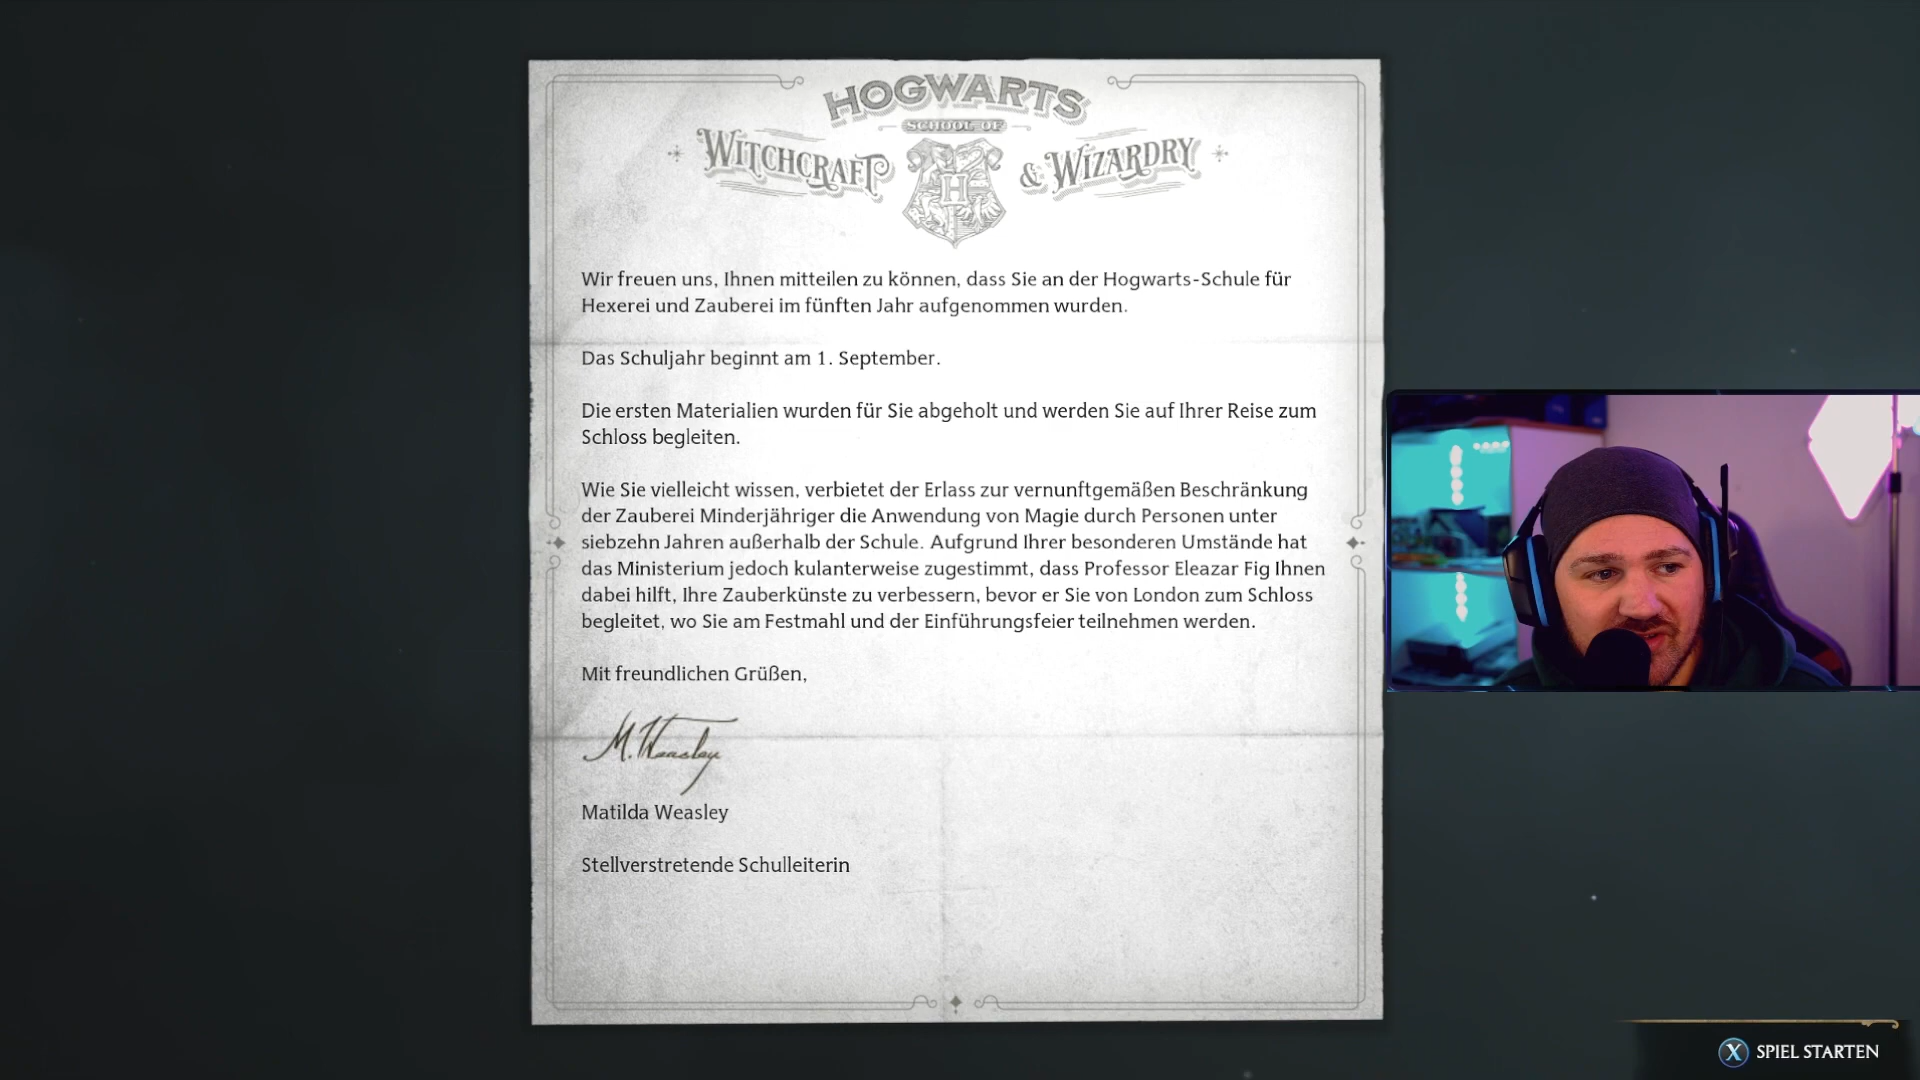 HOGWARTS
SCHOOL OF
WITCHCRAFT & WIZARDRY
H
Wir freuen uns, Ihnen mitteilen zu können, dass Sie an der Hogwarts-Schule für
Hexerei und Zauberei im fünften Jahr aufgenommen wurden.
Das Schuljahr beginnt am 1. September.
Die ersten Materialien wurden für Sie abgeholt und werden Sie auf Ihrer Reise zum
Schloss begleiten.
Wie Sie vielleicht wissen, verbietet der Erlass zur vernunftgemäßen Beschränkung
der Zauberei Minderjähriger die Anwendung von Magie durch Personen unter
siebzehn Jahren außerhalb der Schule. Aufgrund Ihrer besonderen Umstände hat
das Ministerium jedoch kulanterweise zugestimmt, dass Professor Eleazar Fig Ihnen
dabei hilft, Ihre Zauberkünste zu verbessern, bevor er Sie von London zum Schloss
begleitet, wo Sie am Festmahl und der Einführungsfeier teilnehmen werden.
Mit freundlichen Grüßen,
M. Weasley
Matilda Weasley
Stellverstretende Schulleiterin
X SPIEL STARTEN